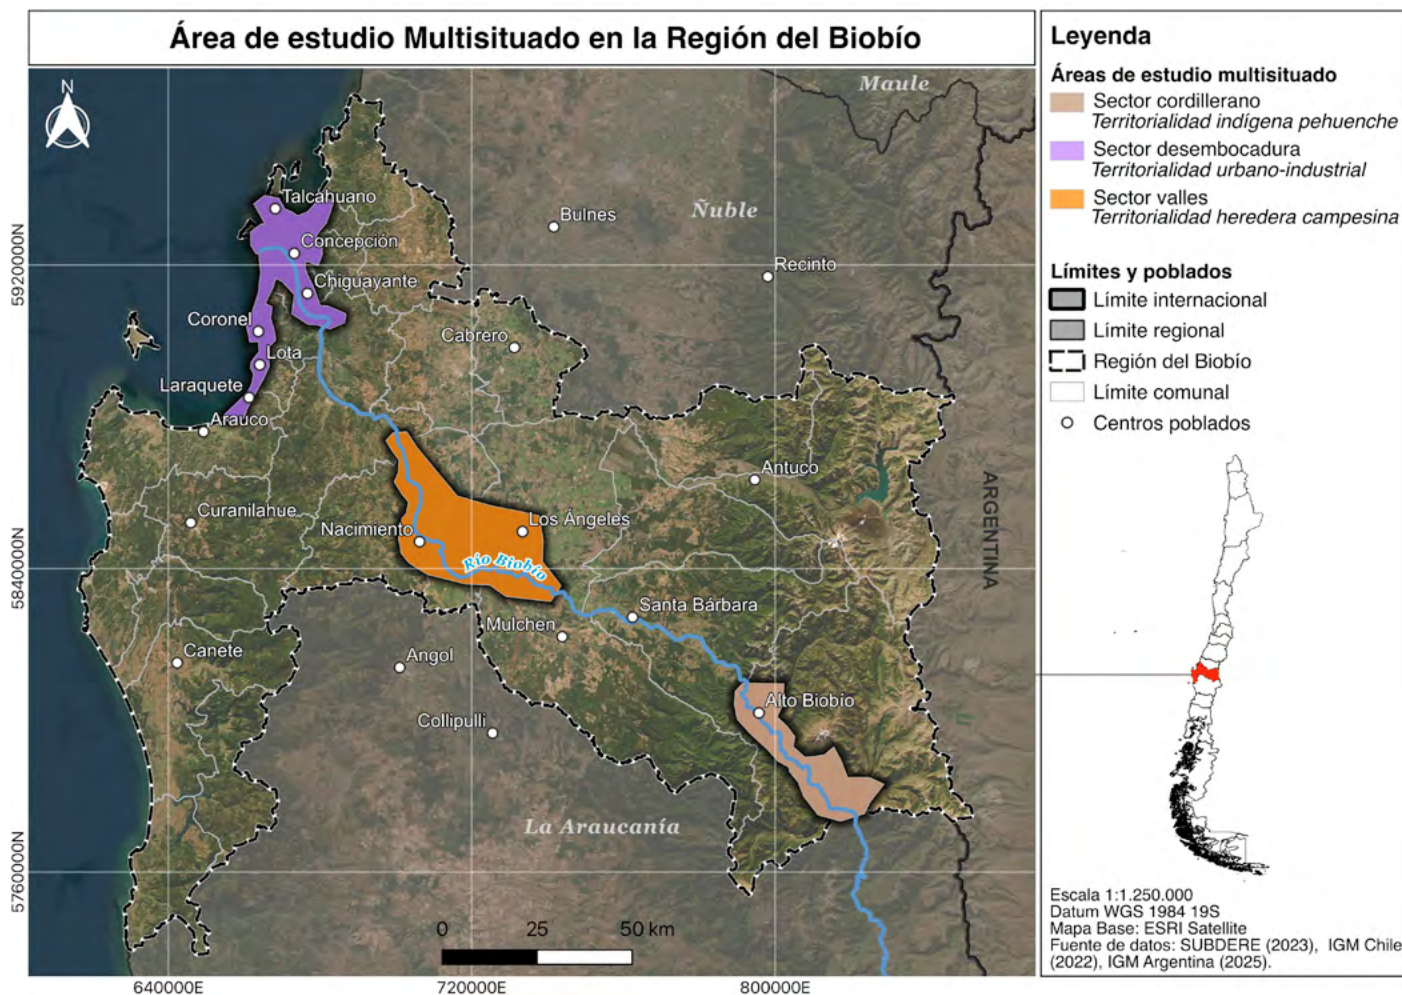 Área de estudio Multisituado en la Región del Biobío
N
Maule
Talcahuano
Bulnes
Ñuble
Concepción
Recinto
5920000N
Chiguayante
Coronel
Cabrero
Lota
Laraquete
Arauco
Antuco
ARGENTINA
Curanilahue
Los Ángeles
Nacimiento
Río Biobío
5840000N
Santa Bárbara
Mulchen
Canete
Angol
Alto Biobío
Collipulli
La Araucanía
5760000N
0 25 50 km
640000E 720000E 800000E
Leyenda
Áreas de estudio multisituado
Sector cordillerano
Territorialidad indígena pehuenche
Sector desembocadura
Territorialidad urbano-industrial
Sector valles
Territorialidad heredera campesina
Límites y poblados
Límite internacional
Límite regional
Región del Biobío
Límite comunal
Centros poblados
Escala 1:1.250.000
Datum WGS 1984 19S
Mapa Base: ESRI Satellite
Fuente de datos: SUBDERE (2023), IGM Chile
(2022), IGM Argentina (2025).